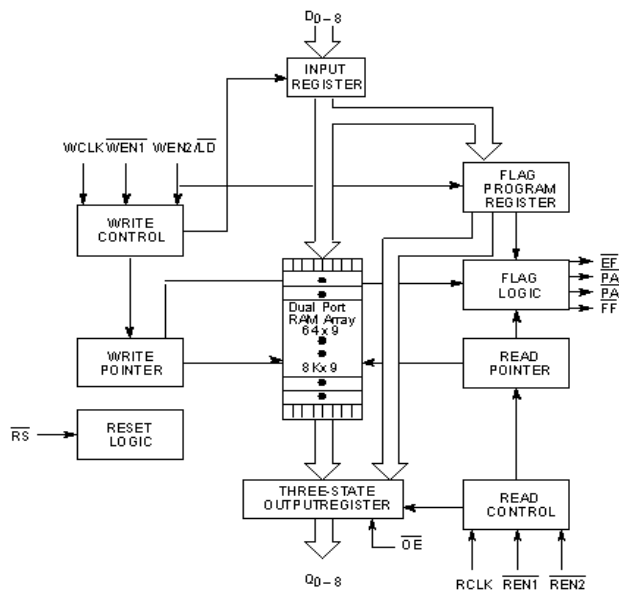 D0–8
INPUT
REGISTER
WCLK WEN1 WEN2/LD
FLAG
PROGRAM
REGISTER
WRITE
CONTROL
EF
PA
PA
FF
FLAG
LOGIC
Dual Port
RAM Array
64 x 9
8K x 9
WRITE
POINTER
READ
POINTER
RS
RESET
LOGIC
THREE-STATE
OUTPUTREGISTER
READ
CONTROL
OE
RCLK REN1 REN2
Q0–8